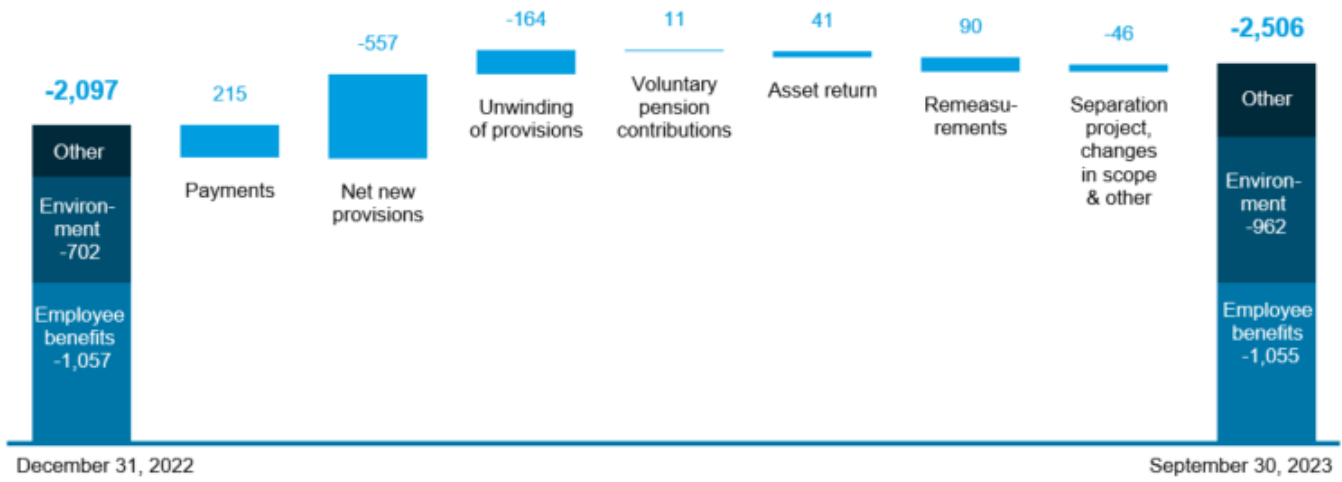 -2,097
Other
Environ-
ment
-702
Employee
benefits
-1,057
215
Payments
-557
Net new
provisions
-164
Unwinding
of provisions
11
Voluntary
pension
contributions
41
Asset return
90
Remeasu-
rements
-46
Separation
project,
changes
in scope
& other
-2,506
Other
Environ-
ment
-962
Employee
benefits
-1,055
December 31, 2022
September 30, 2023